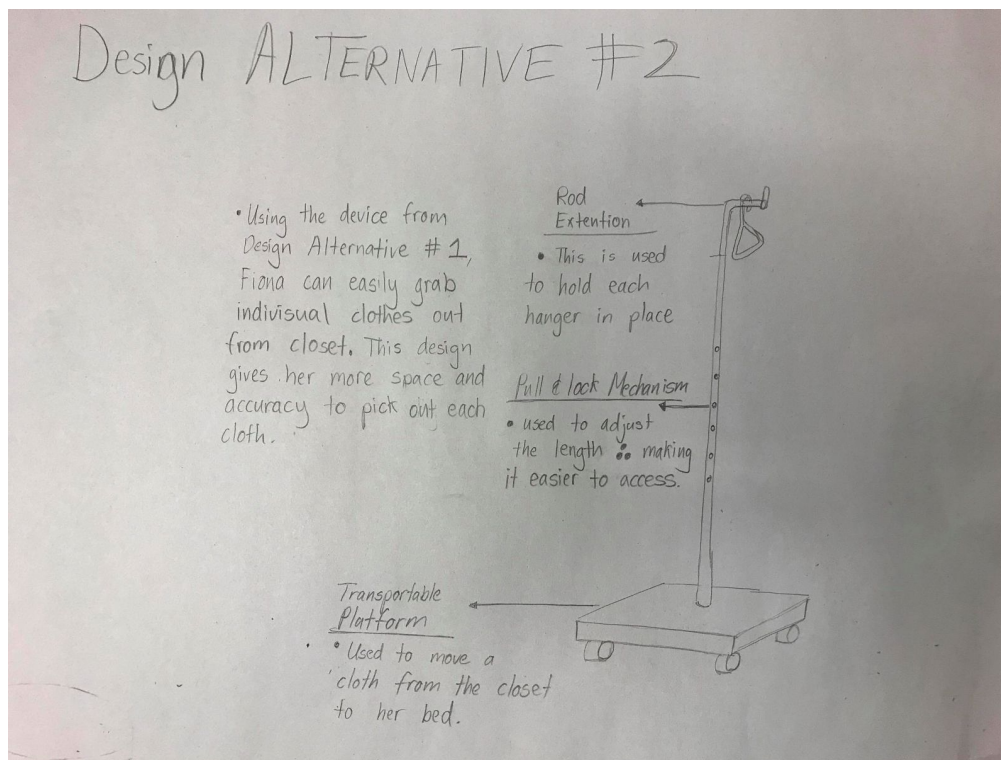 Design ALTERNATIVE #2
• Using the device from
Design Alternative #1,
Fiona can easily grab
indivisual clothes out
from closet. This design
gives her more space and
accuracy to pick out each
cloth.
Rod
Extention
• This is used
to hold each
hanger in place
Pull & lock Mechanism
• used to adjust
the length ∴ making
it easier to access.
Transportable
Platform
• Used to move a
cloth from the closet
to her bed.